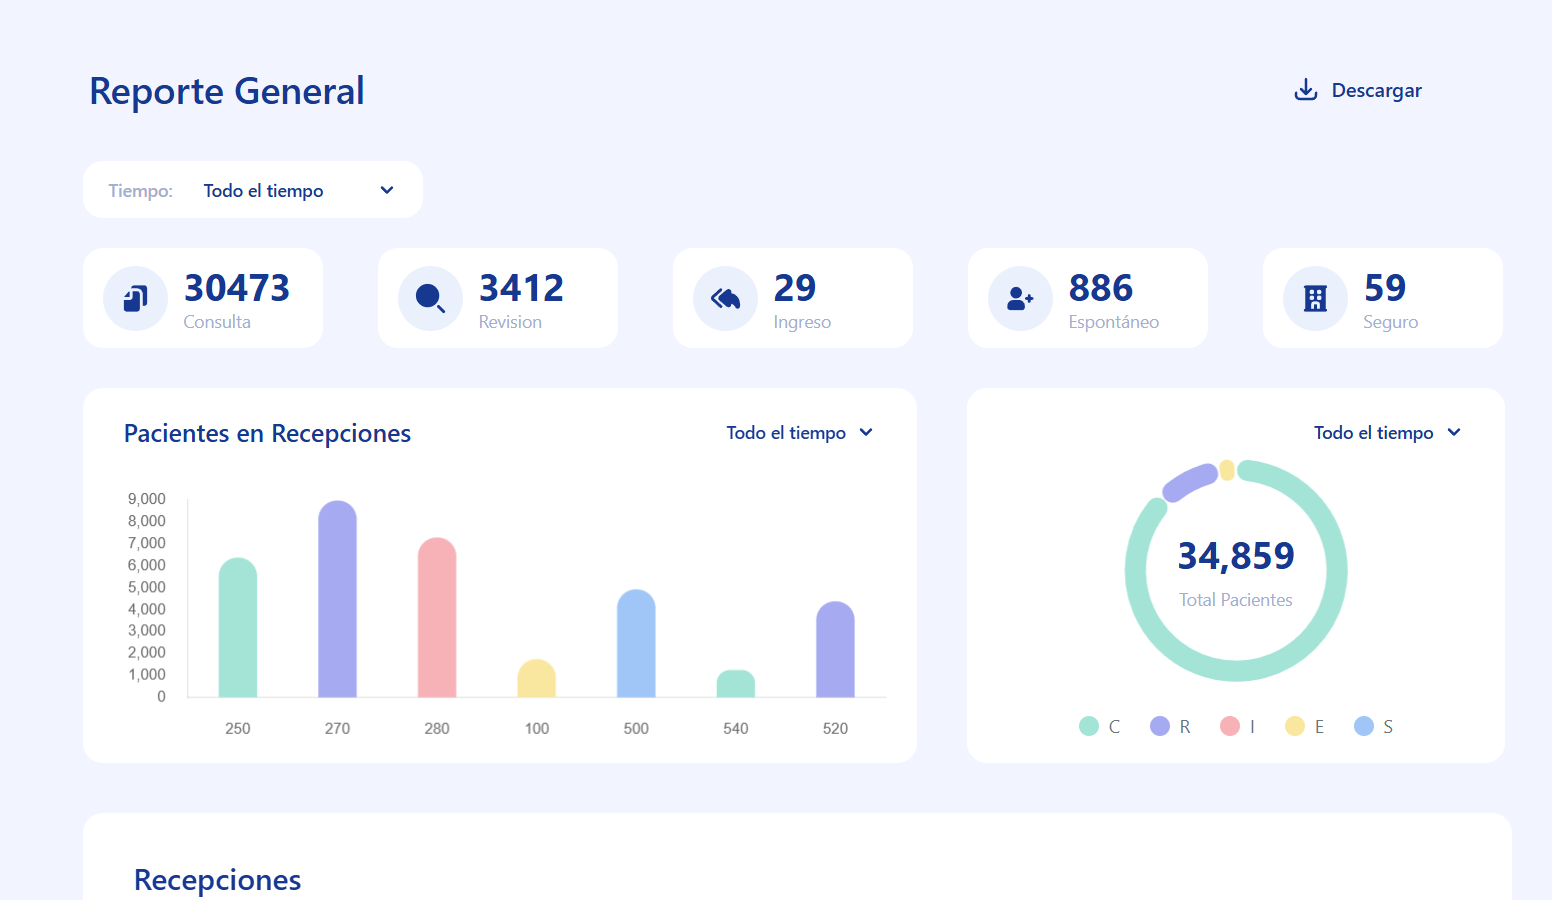 Reporte General
Descargar
Tiempo: Todo el tiempo
30473
Consulta
3412
Revision
29
Ingreso
886
Espontáneo
59
Seguro
Pacientes en Recepciones
Todo el tiempo
9,000
8,000
7,000
6,000
5,000
4,000
3,000
2,000
1,000
0
250 270 280 100 500 540 520
Todo el tiempo
34,859
Total Pacientes
C R I E S
Recepciones